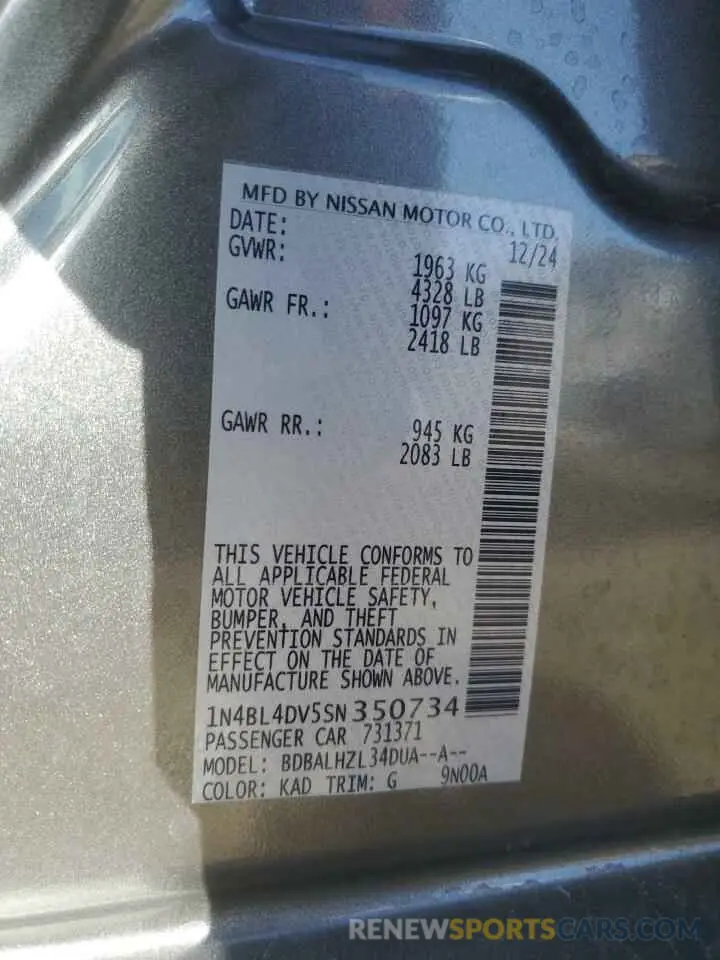 MFD BY NISSAN MOTOR CO., LTD.
DATE: 12/24
GVWR: 1963 KG
4328 LB
GAWR FR.: 1097 KG
2418 LB
GAWR RR.: 945 KG
2083 LB
THIS VEHICLE CONFORMS TO
ALL APPLICABLE FEDERAL
MOTOR VEHICLE SAFETY,
BUMPER, AND THEFT
PREVENTION STANDARDS IN
EFFECT ON THE DATE OF
MANUFACTURE SHOWN ABOVE.
1N4BL4DV5SN350734
PASSENGER CAR 731371
MODEL: BDBALHZL34DUA--A--
COLOR: KAD TRIM: G 9N00A
RENEWSPORTSCAR.COM